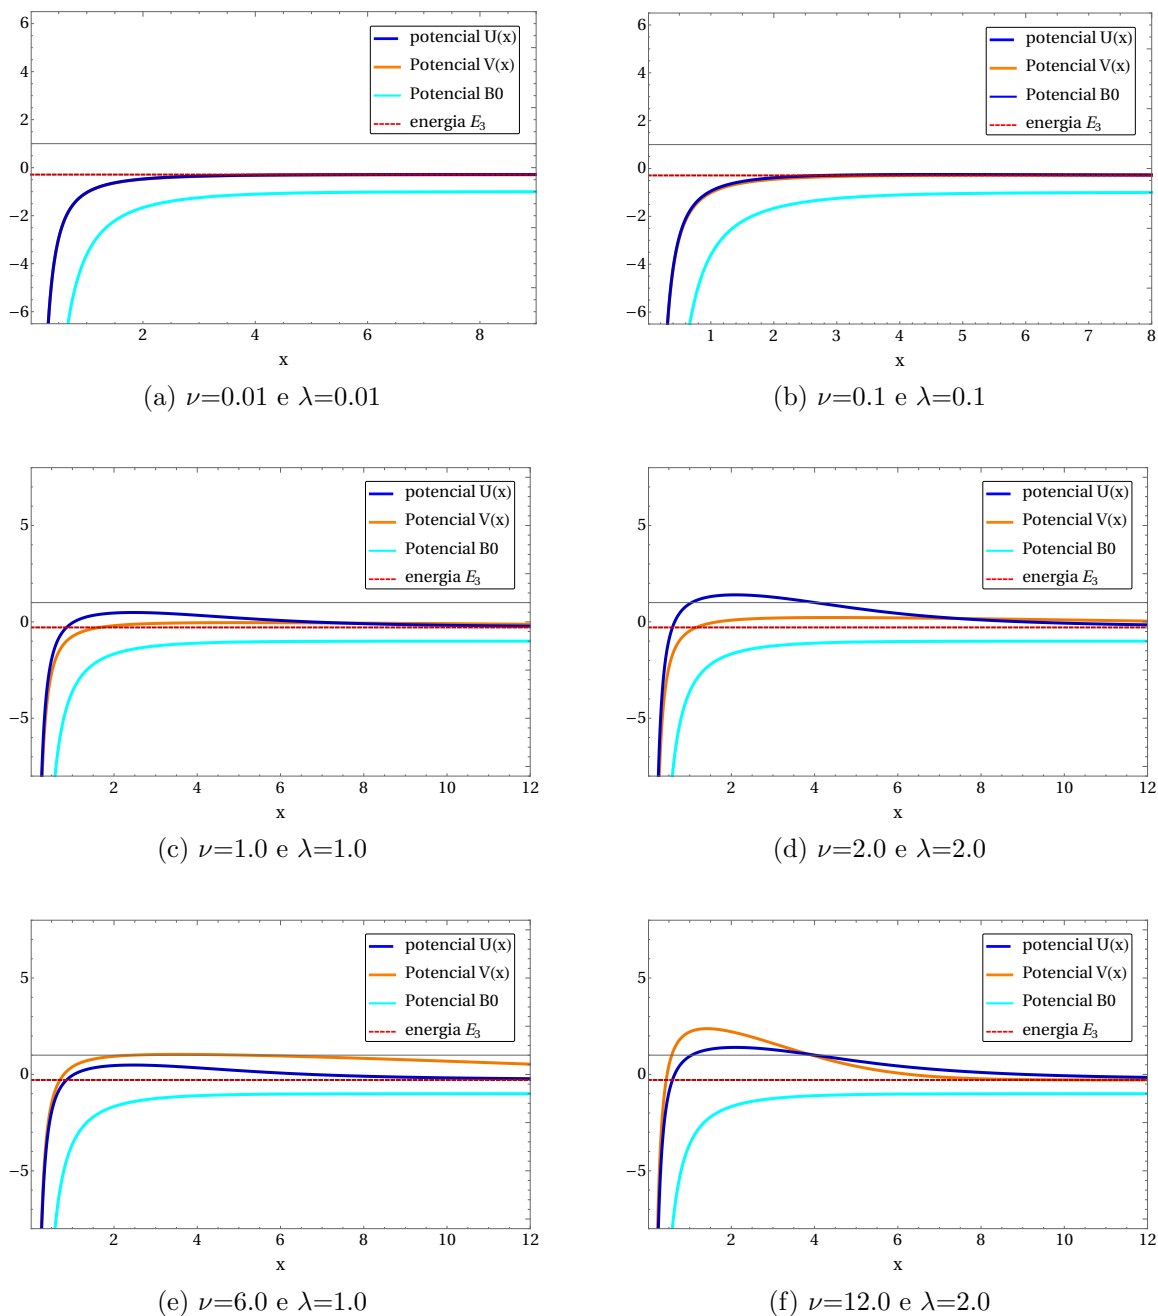 6
4
2
0
−2
−4
−6
2
4
6
8
x
potencial U(x)
Potencial V(x)
Potencial B0
energia E₃
(a) ν=0.01 e λ=0.01
6
4
2
0
−2
−4
−6
1
2
3
4
5
6
7
8
x
potencial U(x)
Potencial V(x)
Potencial B0
energia E₃
(b) ν=0.1 e λ=0.1
5
0
−5
2
4
6
8
10
12
x
potencial U(x)
Potencial V(x)
Potencial B0
energia E₃
(c) ν=1.0 e λ=1.0
5
0
−5
2
4
6
8
10
12
x
potencial U(x)
Potencial V(x)
Potencial B0
energia E₃
(d) ν=2.0 e λ=2.0
5
0
−5
2
4
6
8
10
12
x
potencial U(x)
Potencial V(x)
Potencial B0
energia E₃
(e) ν=6.0 e λ=1.0
5
0
−5
2
4
6
8
10
12
x
potencial U(x)
Potencial V(x)
Potencial B0
energia E₃
(f) ν=12.0 e λ=2.0